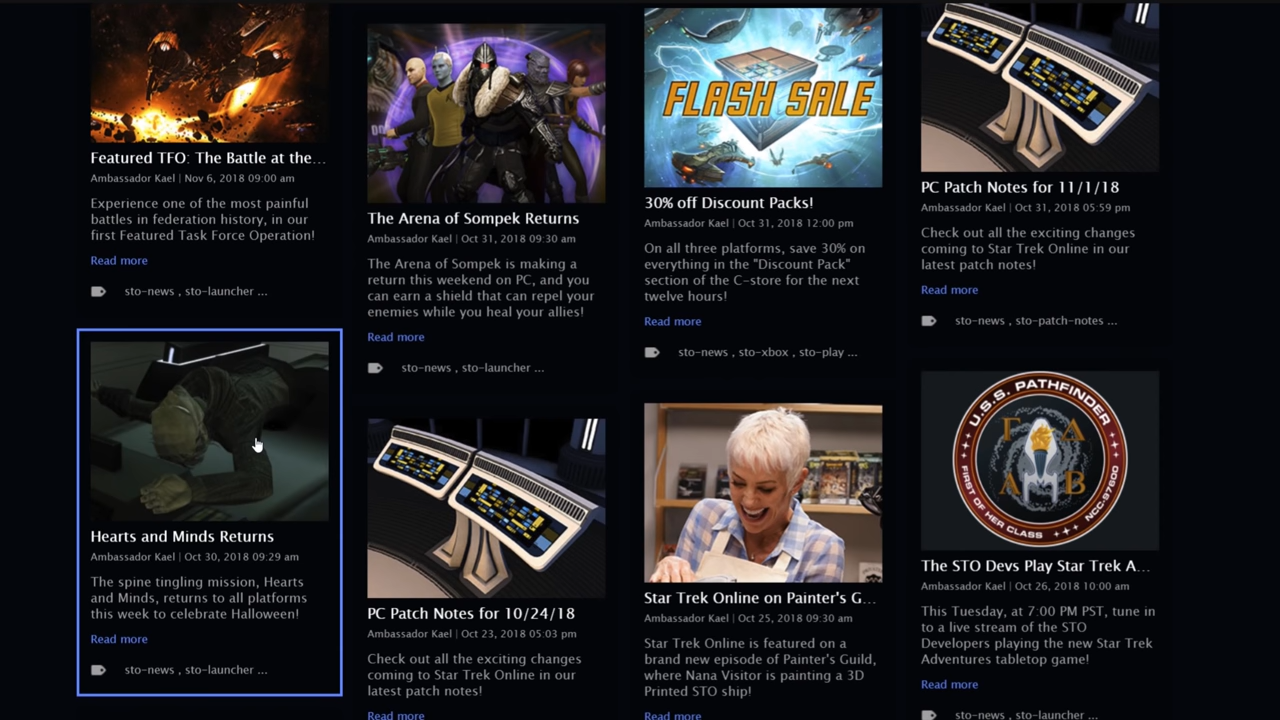 Featured TFO: The Battle at the...
Ambassador Kael | Nov 6, 2018 09:00 am
Experience one of the most painful
battles in federation history, in our
first Featured Task Force Operation!
Read more
sto-news , sto-launcher ...
Hearts and Minds Returns
Ambassador Kael | Oct 30, 2018 09:29 am
The spine tingling mission, Hearts
and Minds, returns to all platforms
this week to celebrate Halloween!
Read more
sto-news , sto-launcher ...
The Arena of Sompek Returns
Ambassador Kael | Oct 31, 2018 09:30 am
The Arena of Sompek is making a
return this weekend on PC, and you
can earn a shield that can repel your
enemies while you heal your allies!
Read more
sto-news , sto-launcher ...
PC Patch Notes for 10/24/18
Ambassador Kael | Oct 23, 2018 05:03 pm
Check out all the exciting changes
coming to Star Trek Online in our
latest patch notes!
Read more
FLASH SALE
30% off Discount Packs!
Ambassador Kael | Oct 31, 2018 12:00 pm
On all three platforms, save 30% on
everything in the "Discount Pack"
section of the C-store for the next
twelve hours!
Read more
sto-news , sto-xbox , sto-play ...
Star Trek Online on Painter's G...
Ambassador Kael | Oct 25, 2018 09:30 am
Star Trek Online is featured on a
brand new episode of Painter's Guild,
where Nana Visitor is painting a 3D
Printed STO ship!
Read more
PC Patch Notes for 11/1/18
Ambassador Kael | Oct 31, 2018 05:59 pm
Check out all the exciting changes
coming to Star Trek Online in our
latest patch notes!
Read more
sto-news , sto-patch-notes ...
U.S.S. PATHFINDER
F A
A B
FIRST OF HER CLASS +++ NCC-97600
The STO Devs Play Star Trek A...
Ambassador Kael | Oct 26, 2018 10:00 am
This Tuesday, at 7:00 PM PST, tune in
to a live stream of the STO
Developers playing the new Star Trek
Adventures tabletop game!
Read more
sto-news , sto-launcher ...